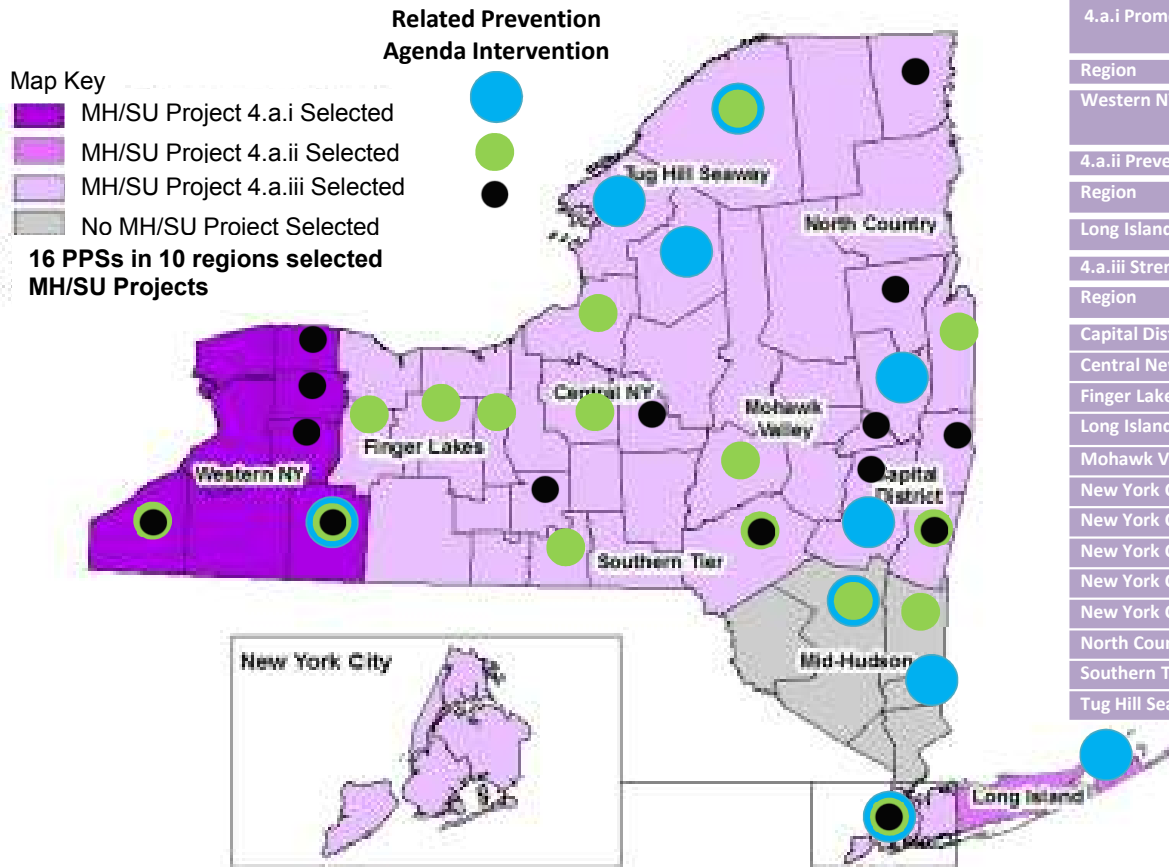 Related Prevention
Agenda Intervention
Map Key
MH/SU Project 4.a.i Selected
MH/SU Project 4.a.ii Selected
MH/SU Project 4.a.iii Selected
No MH/SU Project Selected
16 PPSs in 10 regions selected
MH/SU Projects
Tug Hill Seaway
North Country
Central NY
Mohawk
Valley
Finger Lakes
Western NY
Capital
District
Southern Tier
Mid-Hudson
New York City
Long Island
4.a.i Prom
Region
Western N
4.a.ii Preve
Region
Long Island
4.a.iii Stren
Region
Capital Dis
Central Ne
Finger Lake
Long Island
Mohawk V
New York C
New York C
New York C
New York C
New York C
North Coun
Southern T
Tug Hill Sea